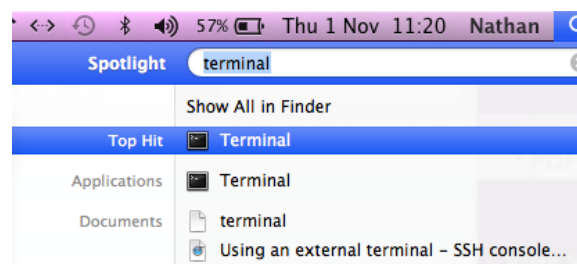 57% Thu 1 Nov 11:20 Nathan
Spotlight terminal
Show All in Finder
Top Hit Terminal
Applications Terminal
Documents terminal
Using an external terminal – SSH console...